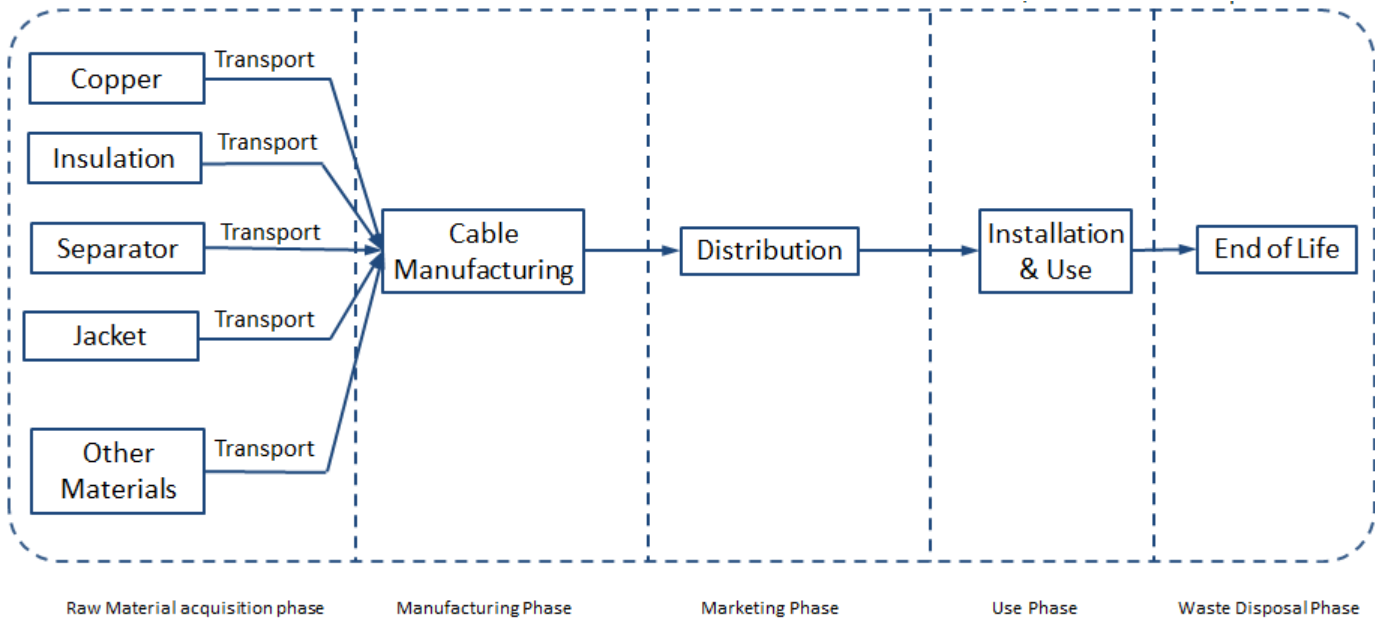 Transport
Copper
Transport
Insulation
Transport
Separator
Transport
Jacket
Transport
Other
Materials
Cable
Manufacturing
Distribution
Installation
& Use
End of Life
Raw Material acquisition phase
Manufacturing Phase
Marketing Phase
Use Phase
Waste Disposal Phase